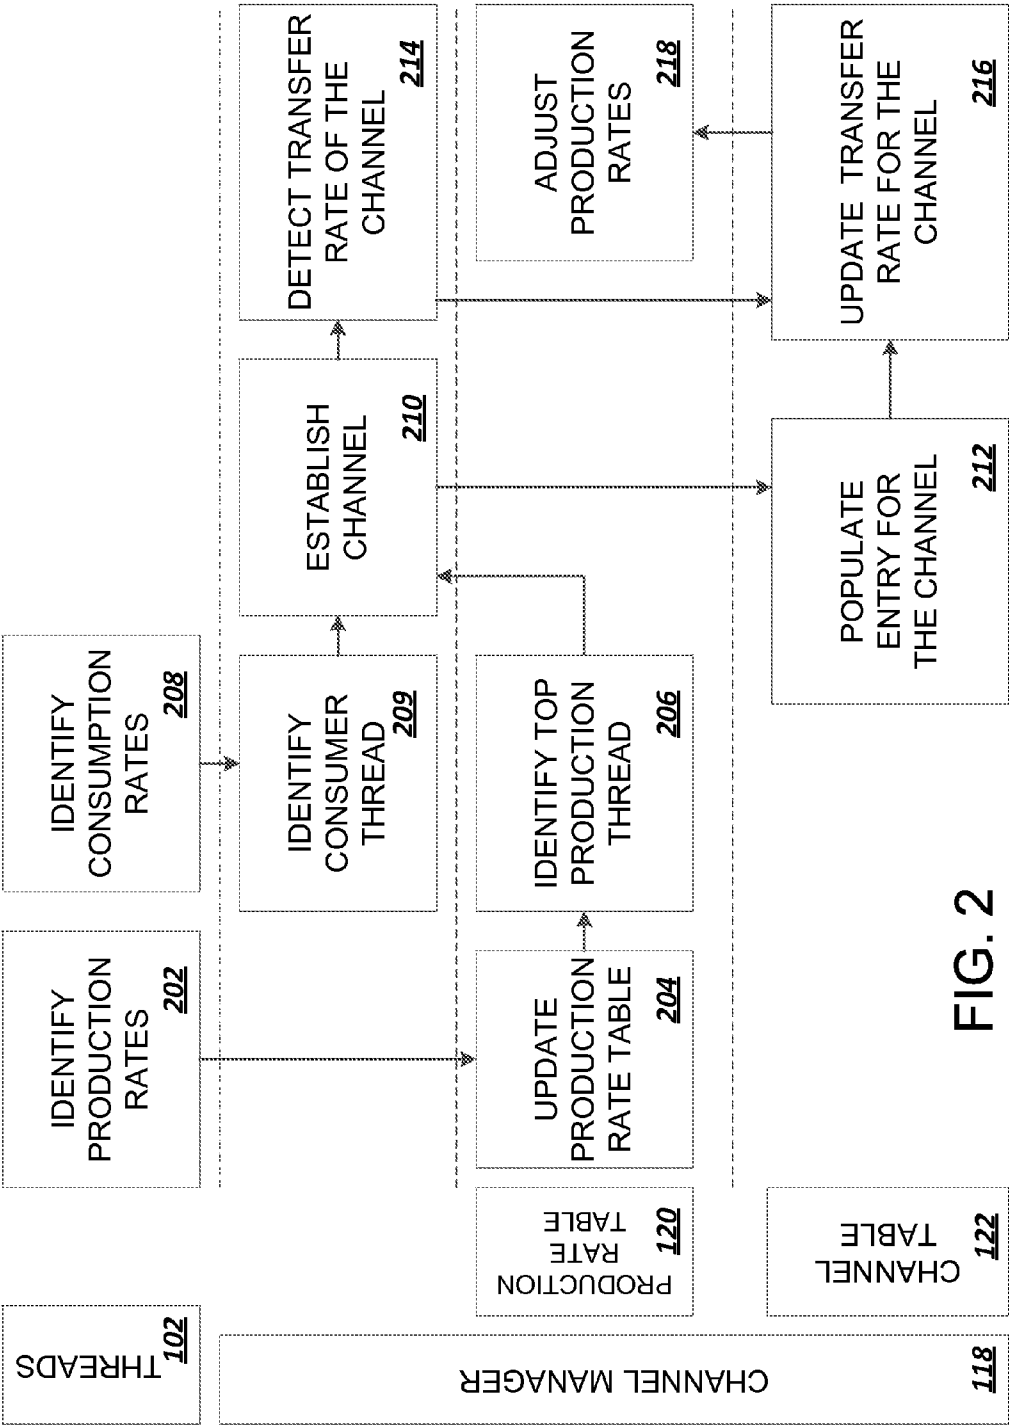 THREADS
102
IDENTIFY
PRODUCTION
RATES
202
IDENTIFY
CONSUMPTION
RATES
208
CHANNEL MANAGER
118
IDENTIFY
CONSUMER
THREAD
209
ESTABLISH
CHANNEL
210
DETECT TRANSFER
RATE OF THE
CHANNEL
214
PRODUCTION
RATE
TABLE
120
UPDATE
PRODUCTION
RATE TABLE
204
IDENTIFY TOP
PRODUCTION
THREAD
206
ADJUST
PRODUCTION
RATES
218
CHANNEL
TABLE
122
POPULATE
ENTRY FOR
THE CHANNEL
212
UPDATE TRANSFER
RATE FOR THE
CHANNEL
216
FIG. 2